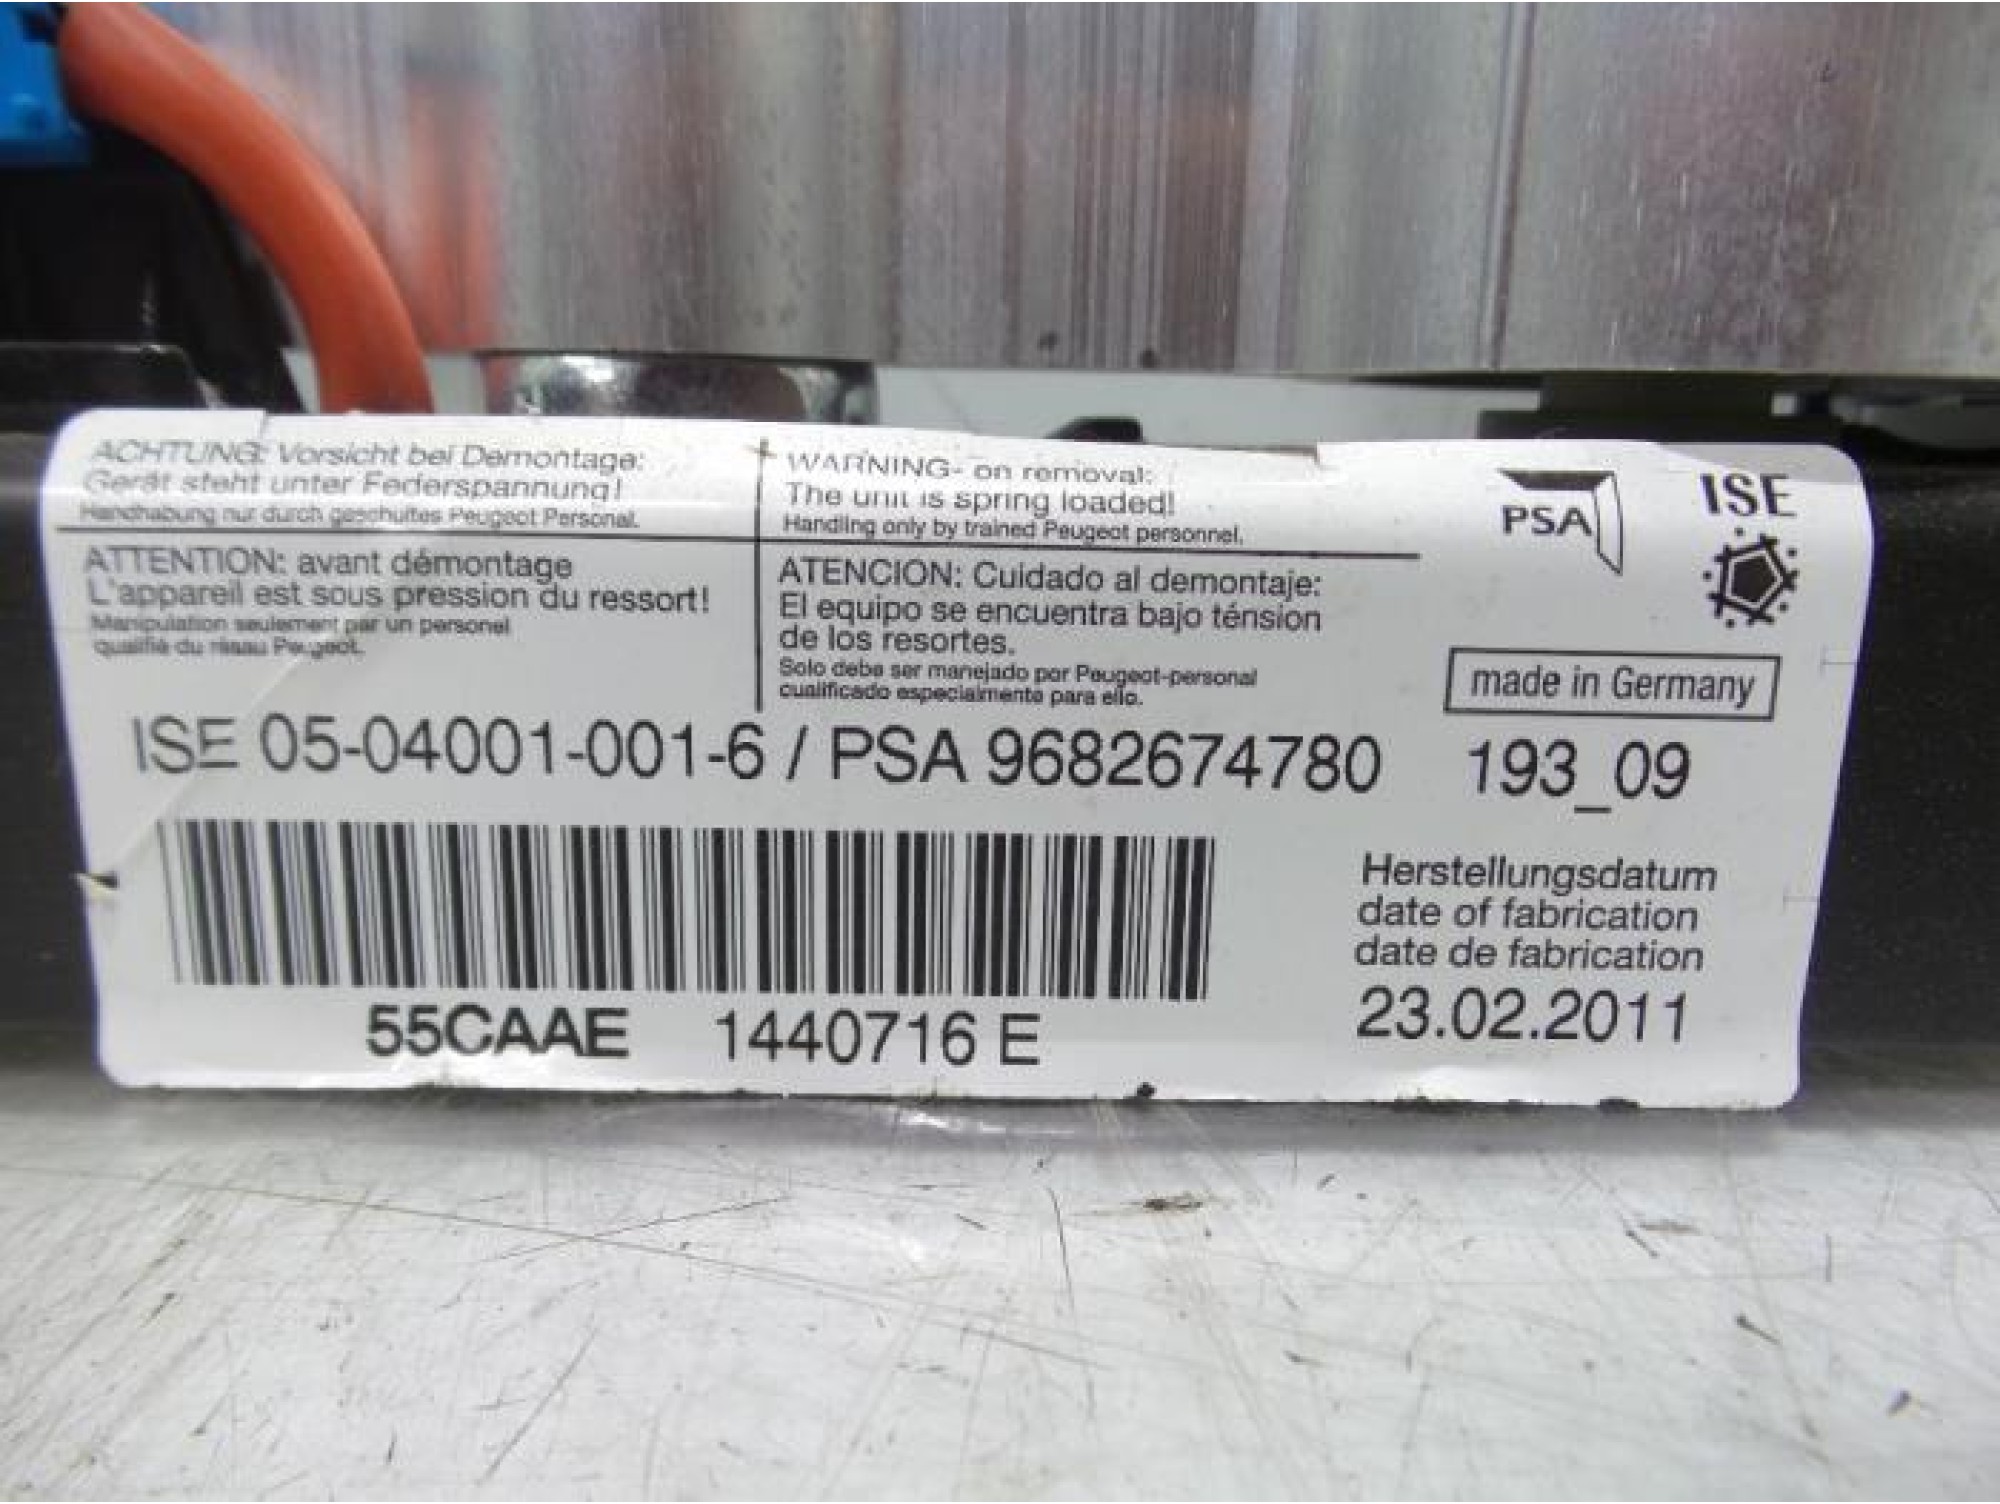 ACHTUNG: Vorsicht bei Demontage:
Gerät steht unter Federspannung!
Handhabung nur durch geschultes Peugeot Personal.
WARNING- on removal:
The unit is spring loaded!
Handling only by trained Peugeot personnel.
ATTENTION: avant démontage
L'appareil est sous pression du ressort!
Manipulation seulement par un personel
qualifié du résau Peugeot.
ATENCION: Cuidado al demontaje:
El equipo se encuentra bajo ténsion
de los resortes.
Solo debe ser manejado por Peugeot-personal
cualificado especialmente para ello.
PSA
ISE
made in Germany
ISE 05-04001-001-6 / PSA 9682674780
193_09
55CAAE 1440716 E
Herstellungsdatum
date of fabrication
date de fabrication
23.02.2011